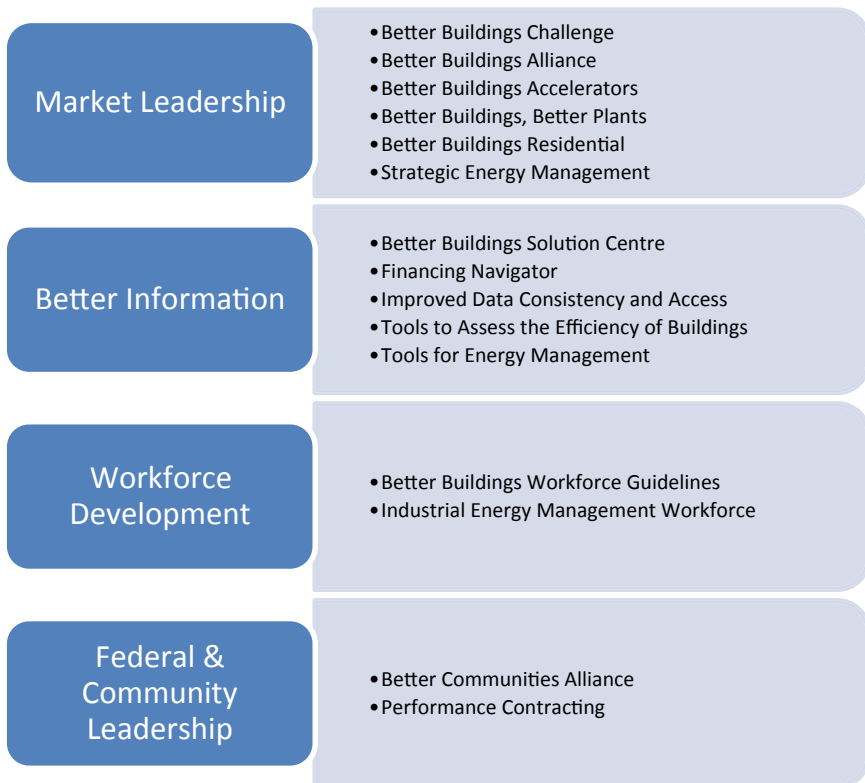 Market Leadership
•Better Buildings Challenge
•Better Buildings Alliance
•Better Buildings Accelerators
•Better Buildings, Better Plants
•Better Buildings Residential
•Strategic Energy Management
Better Information
•Better Buildings Solution Centre
•Financing Navigator
•Improved Data Consistency and Access
•Tools to Assess the Efficiency of Buildings
•Tools for Energy Management
Workforce
Development
•Better Buildings Workforce Guidelines
•Industrial Energy Management Workforce
Federal &
Community
Leadership
•Better Communities Alliance
•Performance Contracting